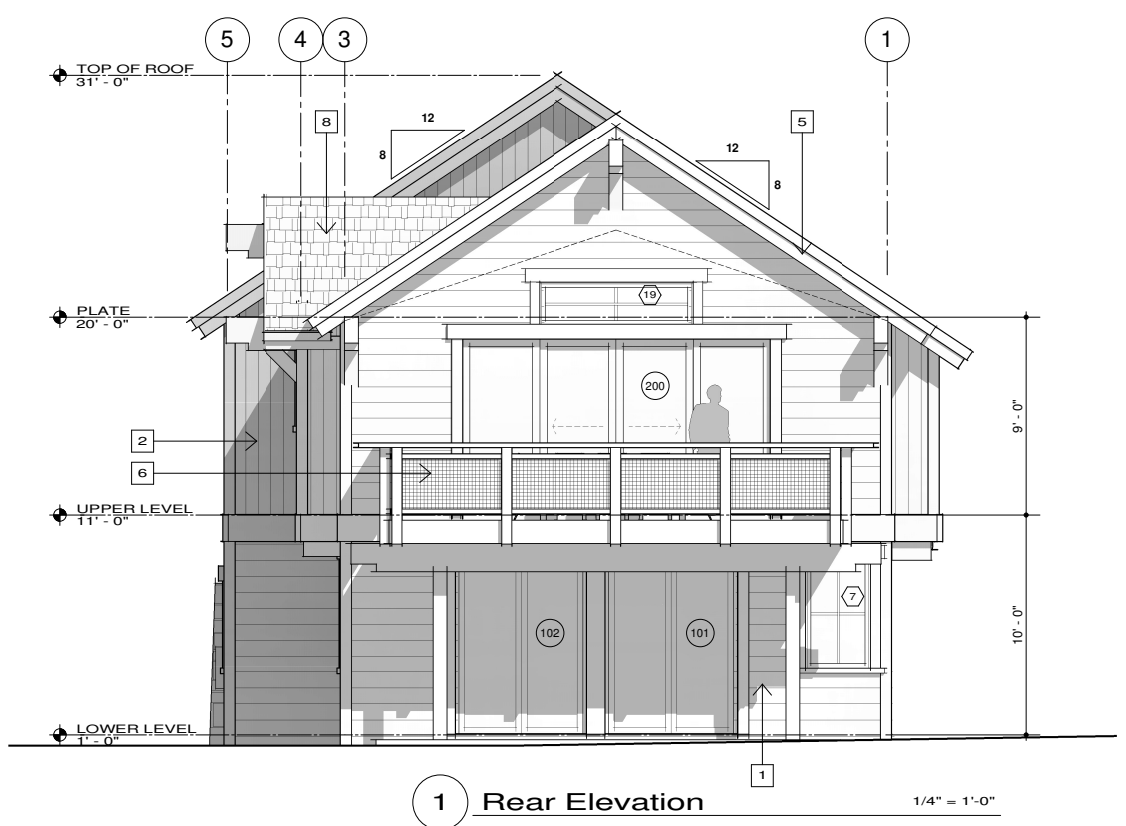 5
4
3
1
TOP OF ROOF
31' - 0"
8
12
8
12
8
5
19
PLATE
20' - 0"
200
9' - 0"
2
6
UPPER LEVEL
11' - 0"
7
102
101
10' - 0"
LOWER LEVEL
1' - 0"
1
1 Rear Elevation 1/4" = 1'-0"